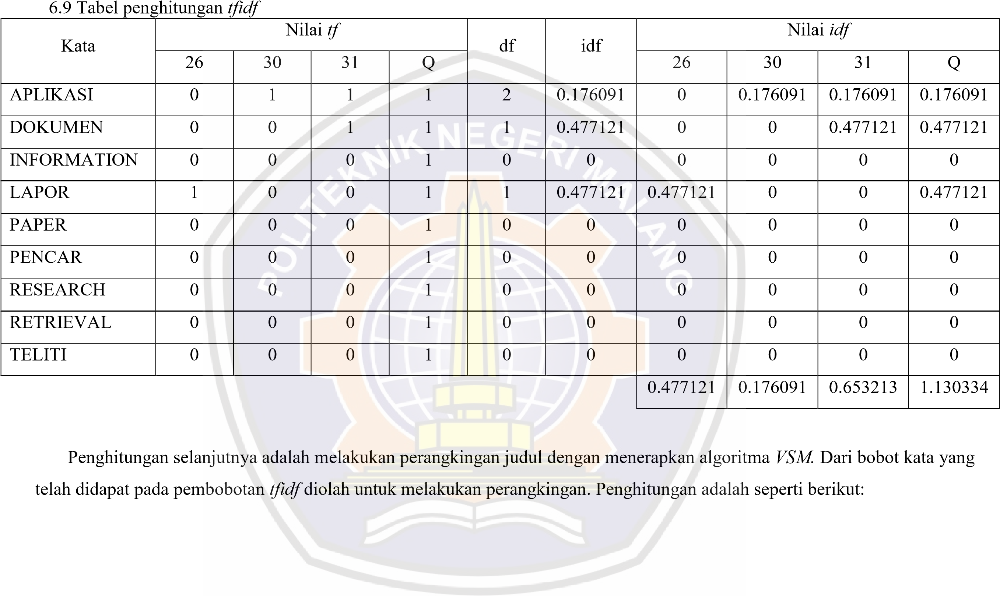 6.9 Tabel penghitungan tfidf
Kata Nilai tf df idf Nilai idf
26 30 31 Q 26 30 31 Q
APLIKASI 0 1 1 1 2 0.176091 0 0.176091 0.176091 0.176091
DOKUMEN 0 0 1 1 1 0.477121 0 0 0.477121 0.477121
INFORMATION 0 0 0 1 0 0 0 0 0 0
LAPOR 1 0 0 1 1 0.477121 0.477121 0 0 0.477121
PAPER 0 0 0 1 0 0 0 0 0 0
PENCAR 0 0 0 1 0 0 0 0 0 0
RESEARCH 0 0 0 1 0 0 0 0 0 0
RETRIEVAL 0 0 0 1 0 0 0 0 0 0
TELITI 0 0 0 1 0 0 0 0 0 0
0.477121 0.176091 0.653213 1.130334
Penghitungan selanjutnya adalah melakukan perangkingan judul dengan menerapkan algoritma VSM. Dari bobot kata yang
telah didapat pada pembobotan tfidf diolah untuk melakukan perangkingan. Penghitungan adalah seperti berikut:
POLITEKNIK NEGERI MALANG